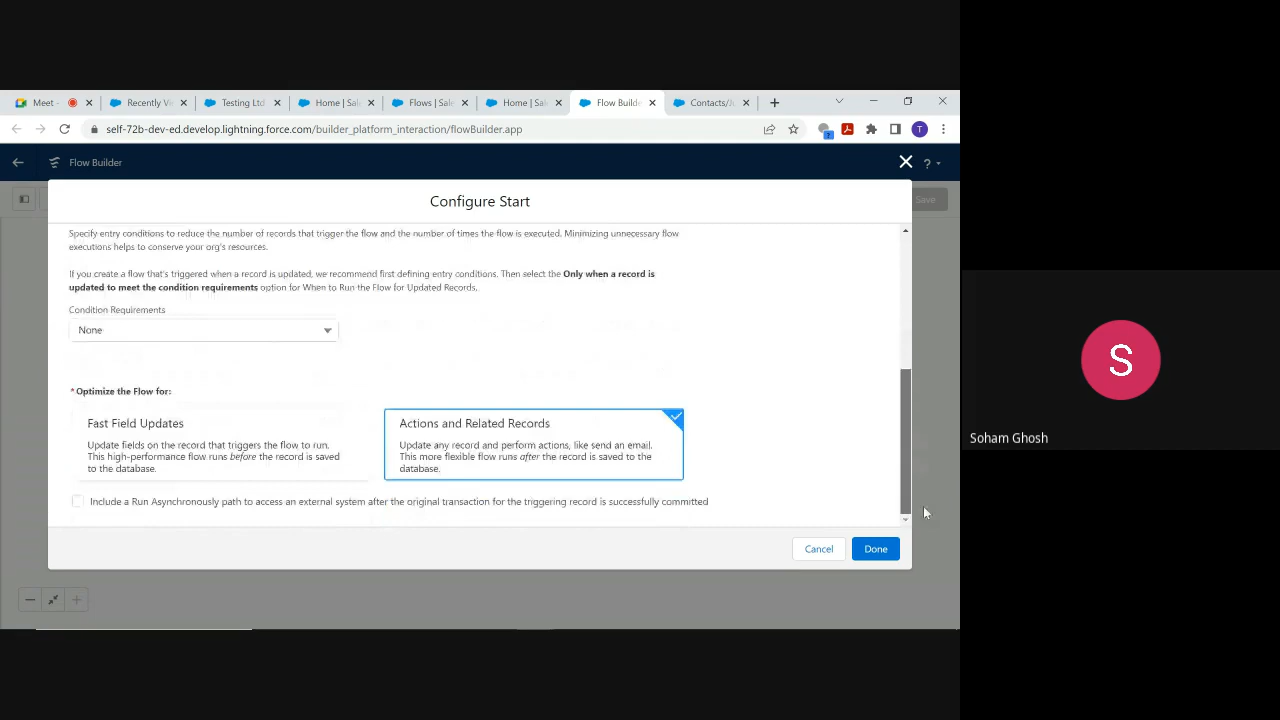 Meet -
Recently Vi
Testing Ltd
Home | Sale
Flows | Sale
Home | Sale
Flow Builde
Contacts/Ju
self-72b-dev-ed.develop.lightning.force.com/builder_platform_interaction/flowBuilder.app
T
Flow Builder
?
Save
Configure Start
Specify entry conditions to reduce the number of records that trigger the flow and the number of times the flow is executed. Minimizing unnecessary flow
executions helps to conserve your org's resources.
If you create a flow that's triggered when a record is updated, we recommend first defining entry conditions. Then select the Only when a record is
updated to meet the condition requirements option for When to Run the Flow for Updated Records.
Condition Requirements
None
*Optimize the Flow for:
Fast Field Updates
Update fields on the record that triggers the flow to run.
This high-performance flow runs before the record is saved
to the database.
Actions and Related Records
Update any record and perform actions, like send an email.
This more flexible flow runs after the record is saved to the
database.
Include a Run Asynchronously path to access an external system after the original transaction for the triggering record is successfully committed
Cancel
Done
S
Soham Ghosh